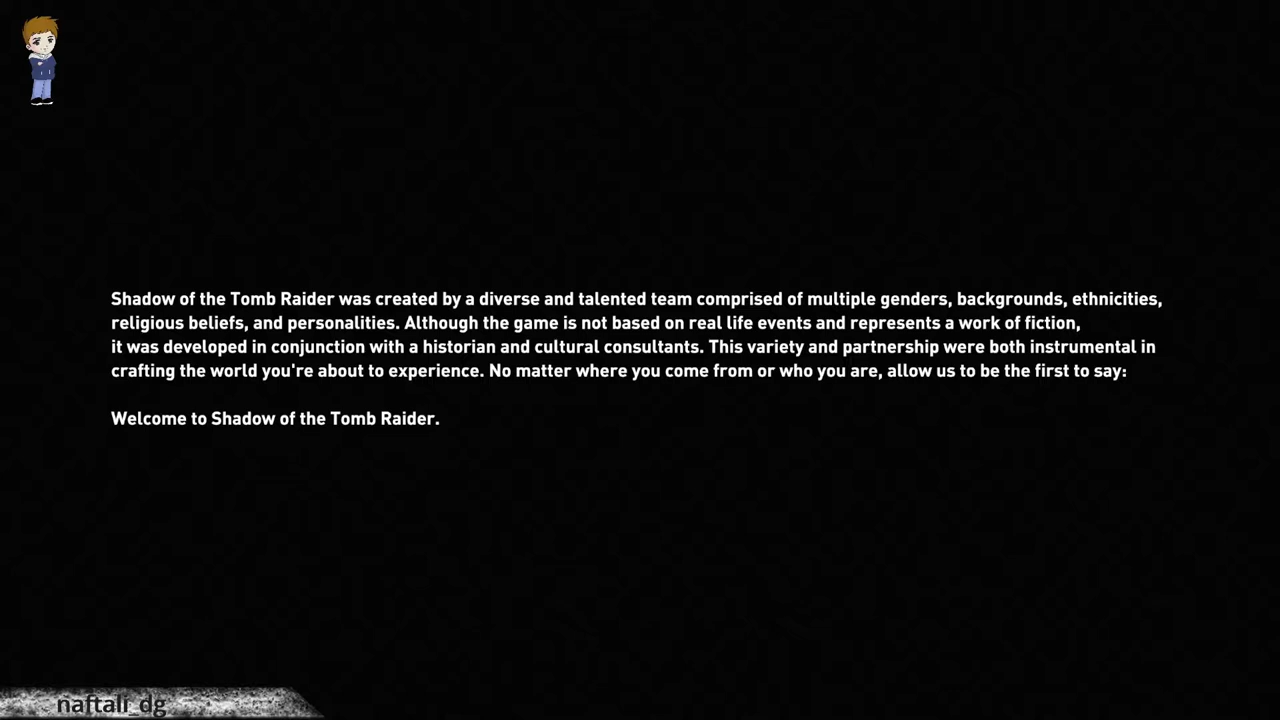 Shadow of the Tomb Raider was created by a diverse and talented team comprised of multiple genders, backgrounds, ethnicities,
religious beliefs, and personalities. Although the game is not based on real life events and represents a work of fiction,
it was developed in conjunction with a historian and cultural consultants. This variety and partnership were both instrumental in
crafting the world you're about to experience. No matter where you come from or who you are, allow us to be the first to say:
Welcome to Shadow of the Tomb Raider.
naftali_dg